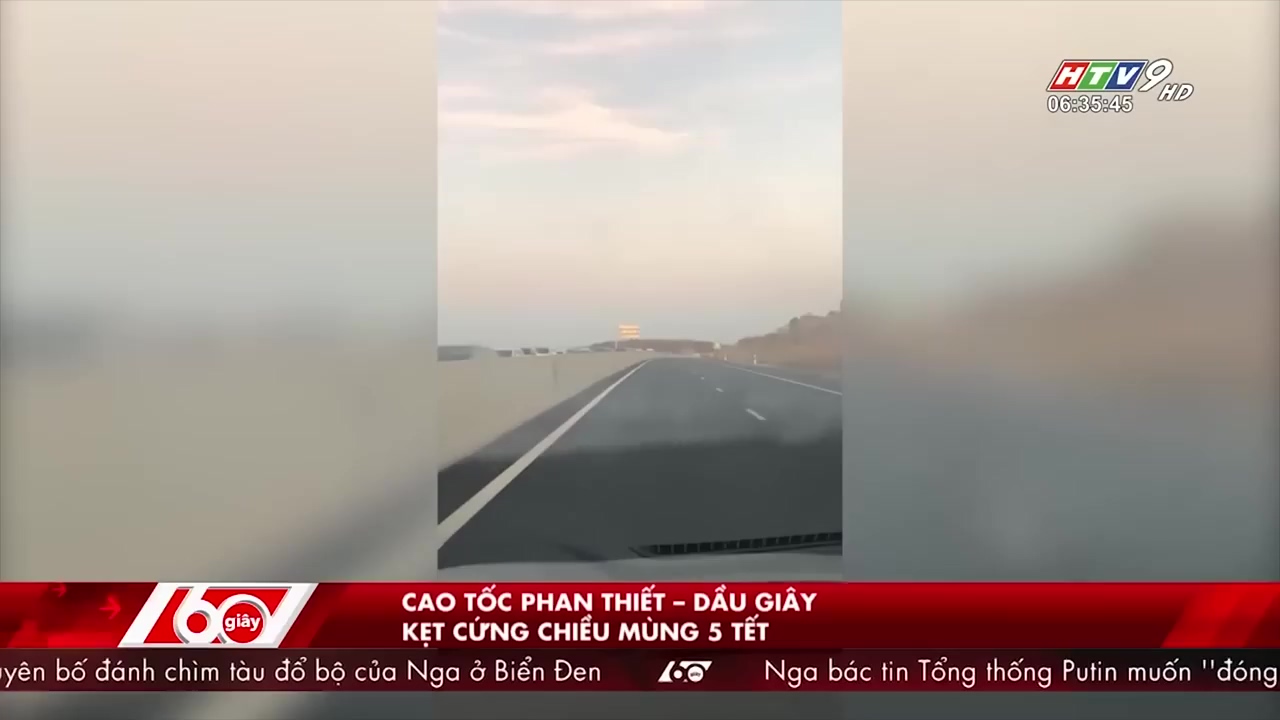 HTV9 HD
06:35:45
60 giây
CAO TỐC PHAN THIẾT – DẦU GIÂY
KẸT CỨNG CHIỀU MÙNG 5 TẾT
yên bố đánh chìm tàu đổ bộ của Nga ở Biển Đen 60 giây Nga bác tin Tổng thống Putin muốn "đóng